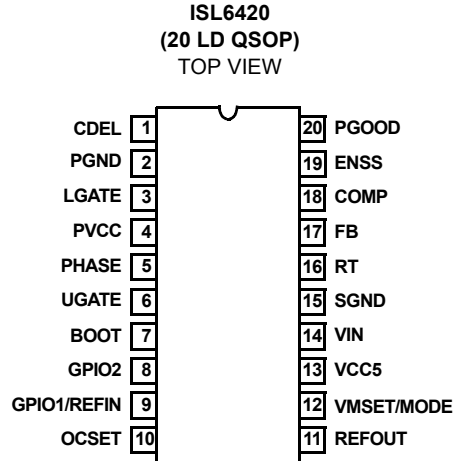 ISL6420
(20 LD QSOP)
TOP VIEW
CDEL 1 20 PGOOD
PGND 2 19 ENSS
LGATE 3 18 COMP
PVCC 4 17 FB
PHASE 5 16 RT
UGATE 6 15 SGND
BOOT 7 14 VIN
GPIO2 8 13 VCC5
GPIO1/REFIN 9 12 VMSET/MODE
OCSET 10 11 REFOUT